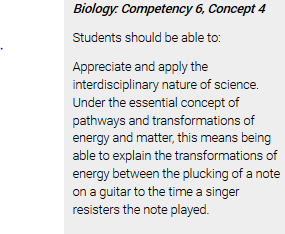 Biology: Competency 6, Concept 4
Students should be able to:
Appreciate and apply the
interdisciplinary nature of science.
Under the essential concept of
pathways and transformations of
energy and matter, this means being
able to explain the transformations of
energy between the plucking of a note
on a guitar to the time a singer
resisters the note played.